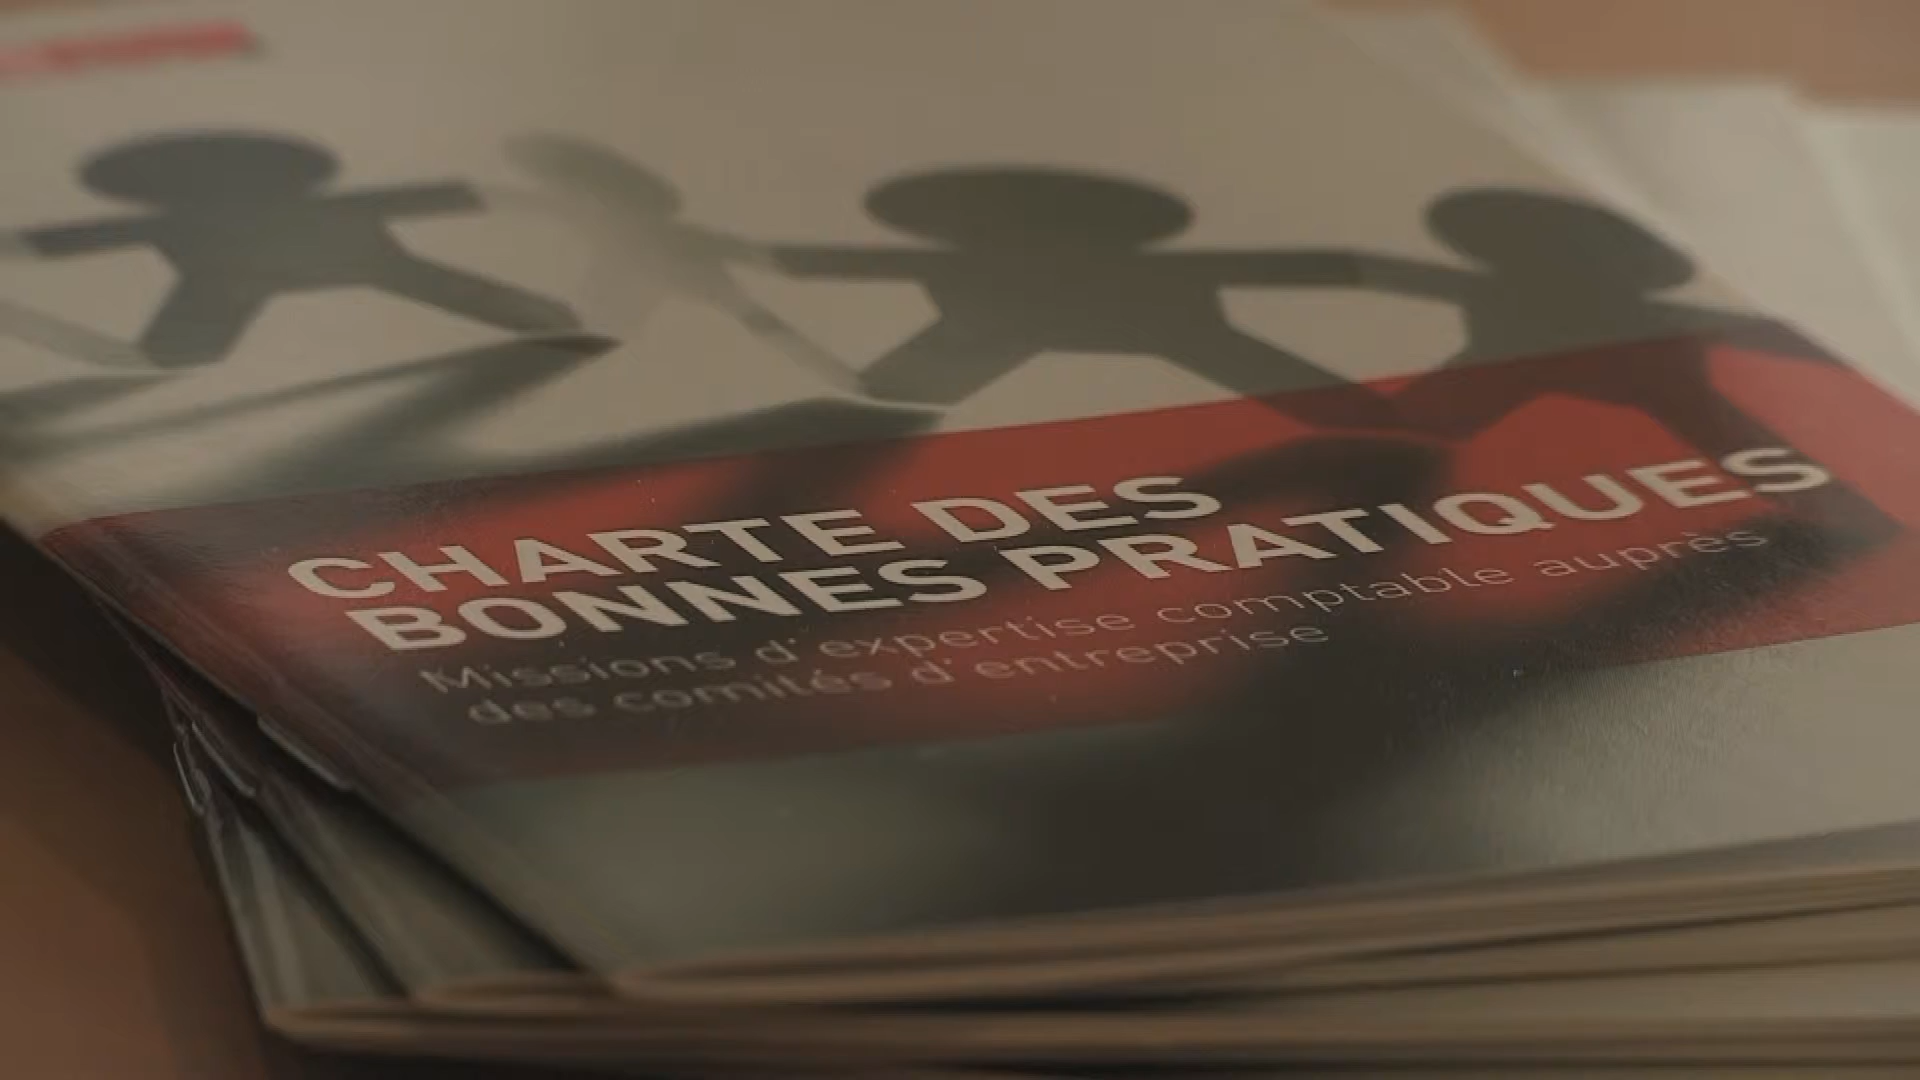 CHARTE DES
BONNES PRATIQUES
Missions d'expertise comptable auprès
des comités d'entreprise